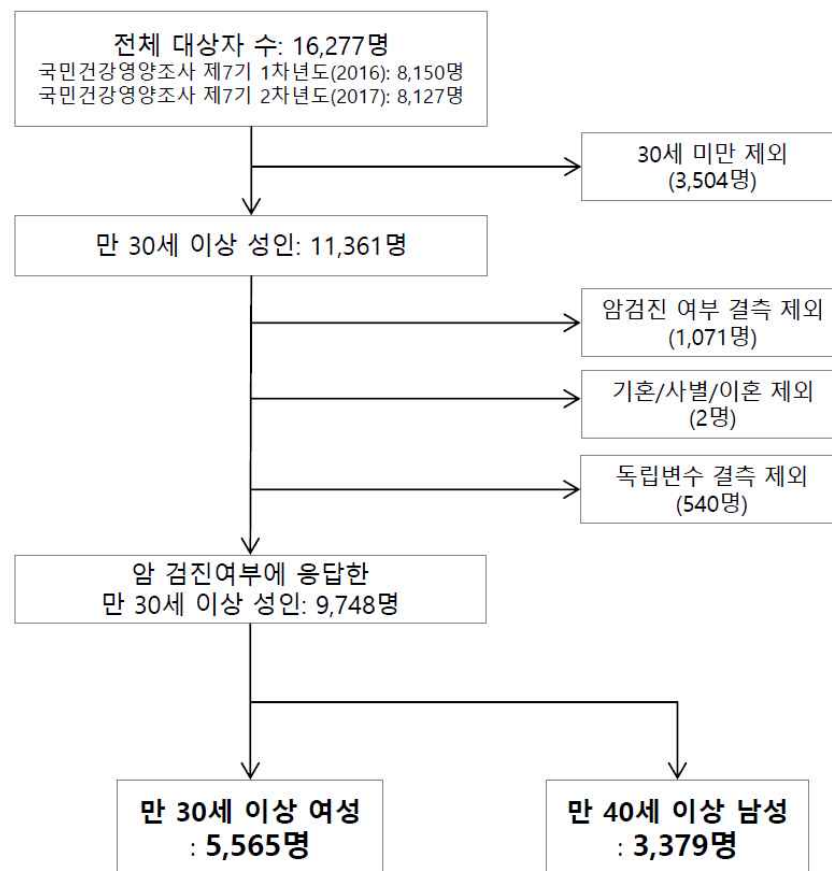 전체 대상자 수: 16,277명
국민건강영양조사 제7기 1차년도(2016): 8,150명
국민건강영양조사 제7기 2차년도(2017): 8,127명
30세 미만 제외
(3,504명)
만 30세 이상 성인: 11,361명
암검진 여부 결측 제외
(1,071명)
기혼/사별/이혼 제외
(2명)
독립변수 결측 제외
(540명)
암 검진여부에 응답한
만 30세 이상 성인: 9,748명
만 30세 이상 여성
: 5,565명
만 40세 이상 남성
: 3,379명